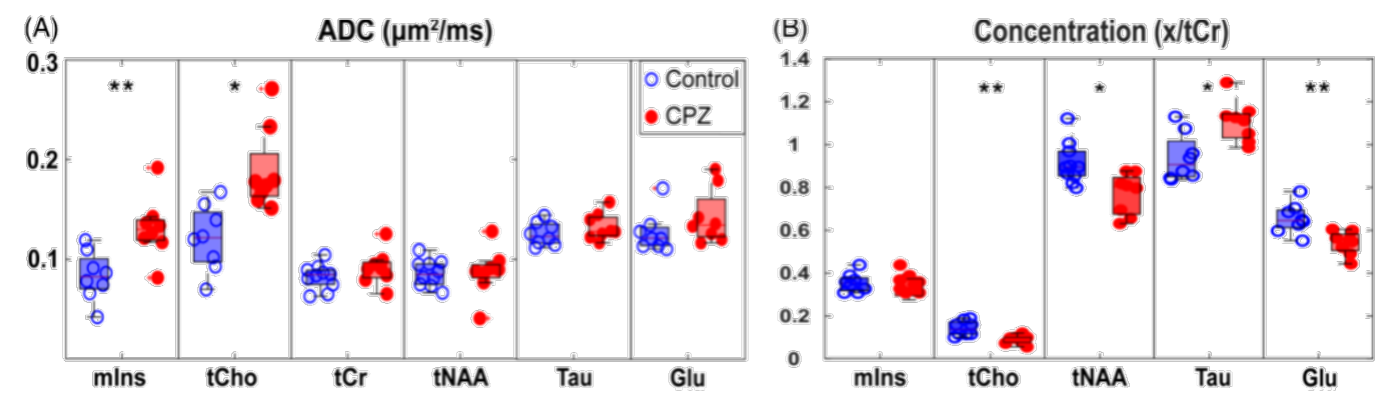 (A) ADC (μm²/ms)
0.3
0.2
0.1
** *
Control
CPZ
mIns tCho tCr tNAA Tau Glu
(B) Concentration (x/tCr)
1.4
1.2
1
0.8
0.6
0.4
0.2
0
** * * **
mIns tCho tNAA Tau Glu